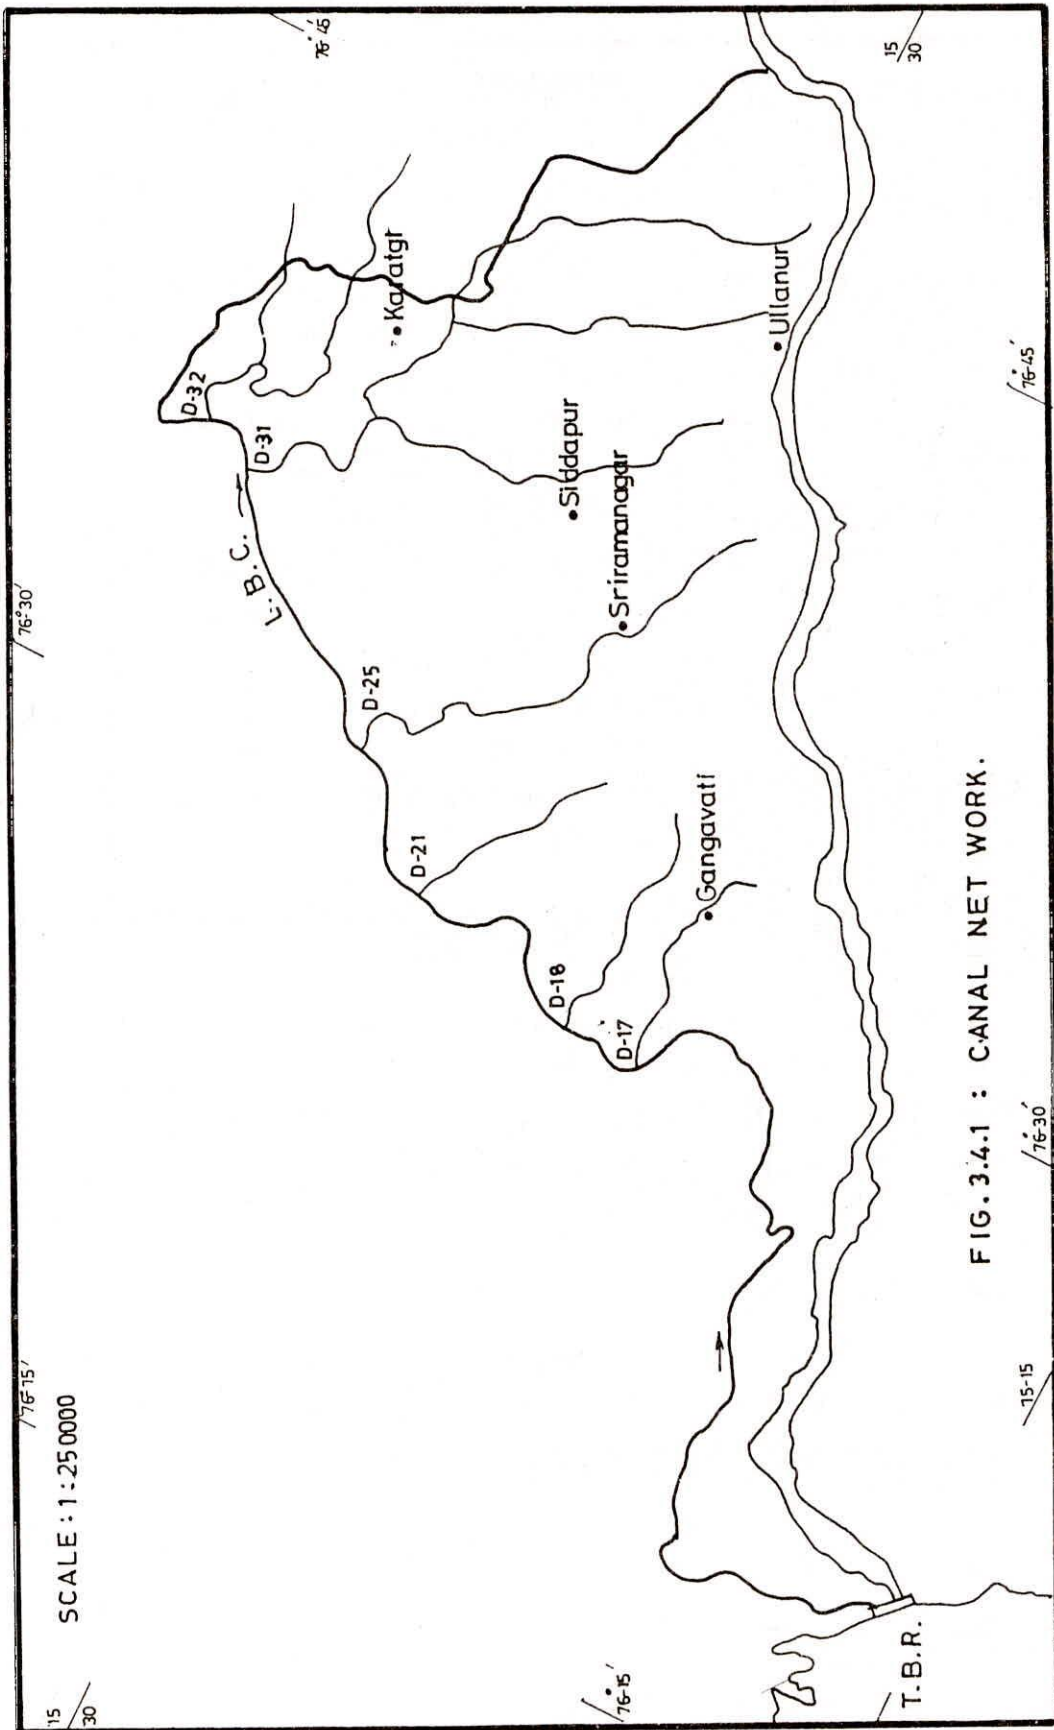 SCALE : 1 : 250000
15
30
76-15'
76°30'
76-45'
15
30
L.B.C.
D-32
D-31
D-25
D-21
D-18
D-17
Karatgt
Siddapur
Sriramanagar
Ullanur
Gangavati
T.B.R.
76-15'
15-15
76-30'
76-45'
FIG. 3.4.1 : CANAL NET WORK.